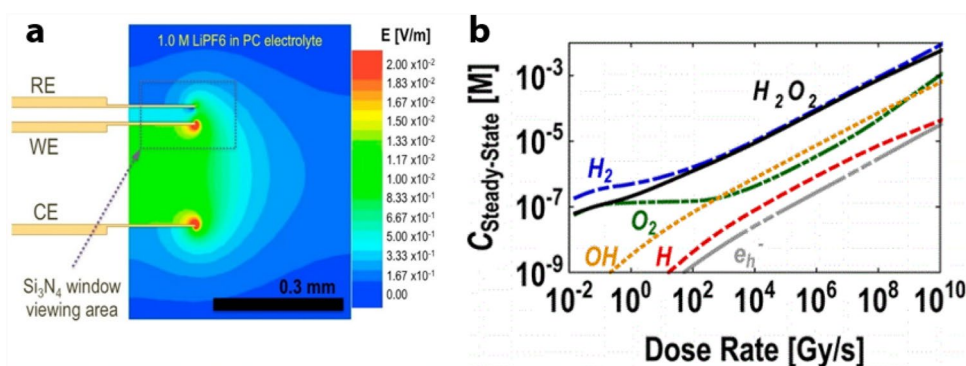 a
1.0 M LiPF6 in PC electrolyte
E [V/m]
RE
WE
CE
Si₃N₄ window
viewing area
0.3 mm
2.00 x10⁻²
1.83 x10⁻²
1.67 x10⁻²
1.50 x10⁻²
1.33 x10⁻²
1.17 x10⁻²
1.00 x10⁻²
8.33 x10⁻¹
6.67 x10⁻¹
5.00 x10⁻¹
3.33 x10⁻¹
1.67 x10⁻¹
0.00
b
C Steady-State [M]
10⁻³
10⁻⁵
10⁻⁷
10⁻⁹
H₂O₂
H₂
O₂
OH
H
eₕ⁻
10⁻² 10⁰ 10² 10⁴ 10⁶ 10⁸ 10¹⁰
Dose Rate [Gy/s]